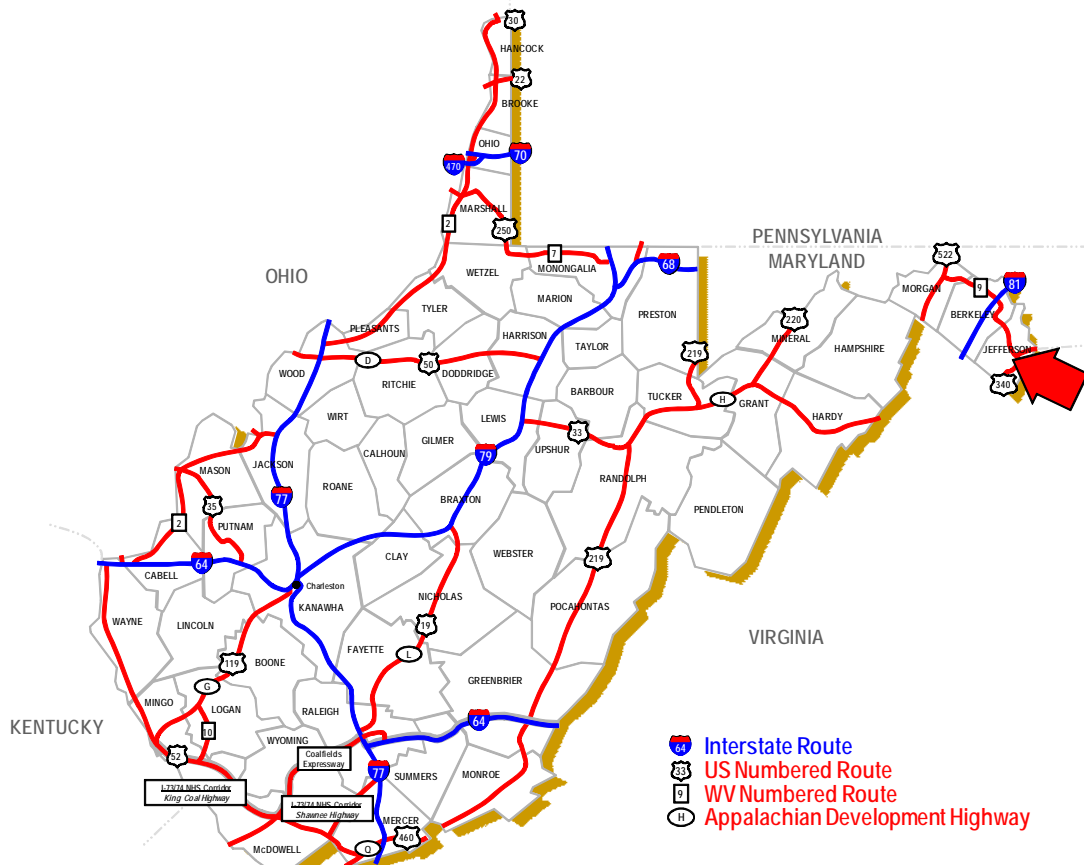 30
HANCOCK
22
BROOKE
OHIO
470
70
MARSHALL
2
250
PENNSYLVANIA
MARYLAND
OHIO
7
MONONGALIA
68
WETZEL
522
MORGAN
9
81
BERKELEY
JEFFERSON
340
TYLER
MARION
PRESTON
PLEASANTS
HARRISON
TAYLOR
220
MINERAL
HAMPSHIRE
219
WOOD
D
50
DODDRIDGE
RITCHIE
BARBOUR
TUCKER
H
GRANT
HARDY
WIRT
LEWIS
GILMER
33
UPSHUR
CALHOUN
79
MASON
JACKSON
ROANE
77
BRAXTON
RANDOLPH
35
PENDLETON
2
PUTNAM
CLAY
WEBSTER
64
219
CABELL
Charleston
KANAWHA
NICHOLAS
POCAHONTAS
WAYNE
LINCOLN
19
VIRGINIA
119
BOONE
FAYETTE
L
GREENBRIER
G
MINGO
LOGAN
RALEIGH
KENTUCKY
10
WYOMING
64
52
Coalfields
Expressway
77
SUMMERS
MONROE
I-73/74 NHS Corridor
King Coal Highway
I-73/74 NHS Corridor
Shawnee Highway
MERCER
460
Q
McDOWELL
64 Interstate Route
33 US Numbered Route
9 WV Numbered Route
H Appalachian Development Highway